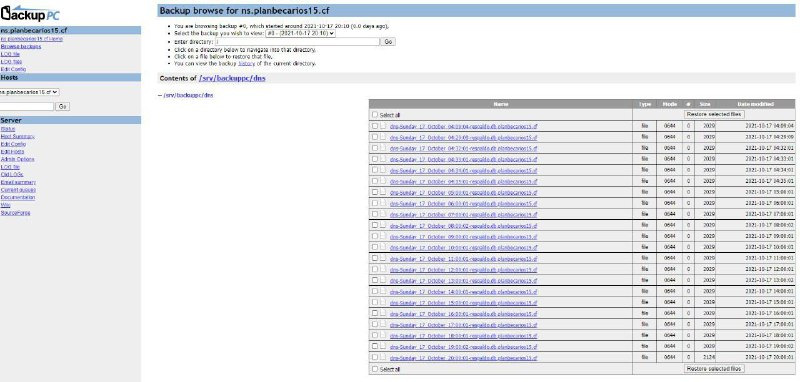 BackupPC
ns.planbecarios15.cf
ns.planbecarios15.cf Home
Browse backups
LOG file
LOG files
Edit Config
Hosts
ns.planbecarios15.cf
Go
Server
Status
Host Summary
Edit Config
Edit Hosts
Admin Options
LOG file
Old LOGs
Email summary
Current queues
Documentation
Wiki
SourceForge
Backup browse for ns.planbecarios15.cf
You are browsing backup #0, which started around 2021-10-17 20:10 (0.0 days ago),
Select the backup you wish to view: #0 - (2021-10-17 20:10)
Enter directory: / Go
Click on a directory below to navigate into that directory,
Click on a file below to restore that file,
You can view the backup history of the current directory.
Contents of /srv/backuppc/dns
/srv/backuppc/dns
Name Type Mode # Size Date modified
Select all Restore selected files
dns-Sunday_17_October_04:09:04-respaldo.db.planbecarios15.cf file 0644 0 2029 2021-10-17 04:09:04
dns-Sunday_17_October_04:29:09-respaldo.db.planbecarios15.cf file 0644 0 2029 2021-10-17 04:29:09
dns-Sunday_17_October_04:32:01-respaldo.db.planbecarios15.cf file 0644 0 2029 2021-10-17 04:32:01
dns-Sunday_17_October_04:33:01-respaldo.db.planbecarios15.cf file 0644 0 2029 2021-10-17 04:33:01
dns-Sunday_17_October_04:34:01-respaldo.db.planbecarios15.cf file 0644 0 2029 2021-10-17 04:34:01
dns-Sunday_17_October_04:35:01-respaldo.db.planbecarios15.cf file 0644 0 2029 2021-10-17 04:35:01
dns-Sunday_17_October_05:00:01-respaldo.db.planbecarios15.cf file 0644 0 2029 2021-10-17 05:00:01
dns-Sunday_17_October_06:00:01-respaldo.db.planbecarios15.cf file 0644 0 2029 2021-10-17 06:00:01
dns-Sunday_17_October_07:00:01-respaldo.db.planbecarios15.cf file 0644 0 2029 2021-10-17 07:00:01
dns-Sunday_17_October_08:00:02-respaldo.db.planbecarios15.cf file 0644 0 2029 2021-10-17 08:00:02
dns-Sunday_17_October_09:00:01-respaldo.db.planbecarios15.cf file 0644 0 2029 2021-10-17 09:00:01
dns-Sunday_17_October_10:00:01-respaldo.db.planbecarios15.cf file 0644 0 2029 2021-10-17 10:00:01
dns-Sunday_17_October_11:00:01-respaldo.db.planbecarios15.cf file 0644 0 2029 2021-10-17 11:00:01
dns-Sunday_17_October_12:00:01-respaldo.db.planbecarios15.cf file 0644 0 2029 2021-10-17 12:00:01
dns-Sunday_17_October_13:00:01-respaldo.db.planbecarios15.cf file 0644 0 2029 2021-10-17 13:00:02
dns-Sunday_17_October_14:00:01-respaldo.db.planbecarios15.cf file 0644 0 2029 2021-10-17 14:00:01
dns-Sunday_17_October_15:00:01-respaldo.db.planbecarios15.cf file 0644 0 2029 2021-10-17 15:00:01
dns-Sunday_17_October_16:00:01-respaldo.db.planbecarios15.cf file 0644 0 2029 2021-10-17 16:00:01
dns-Sunday_17_October_17:00:01-respaldo.db.planbecarios15.cf file 0644 0 2029 2021-10-17 17:00:01
dns-Sunday_17_October_18:00:01-respaldo.db.planbecarios15.cf file 0644 0 2029 2021-10-17 18:00:01
dns-Sunday_17_October_19:00:02-respaldo.db.planbecarios15.cf file 0644 0 2029 2021-10-17 19:00:02
dns-Sunday_17_October_20:00:01-respaldo.db.planbecarios15.cf file 0644 0 2124 2021-10-17 20:00:01
Select all Restore selected files